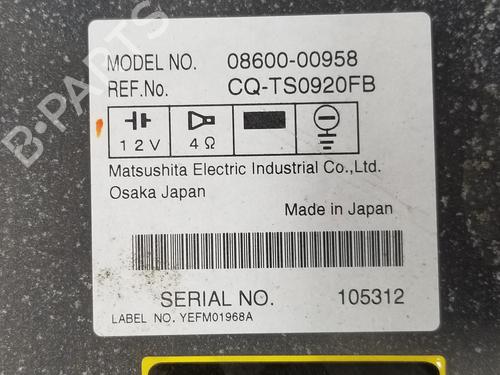 B-PARTS
MODEL NO. 08600-00958
REF.No. CQ-TS0920FB
12V 4Ω
Matsushita Electric Industrial Co.,Ltd.
Osaka Japan
Made in Japan
SERIAL NO. 105312
LABEL NO. YEFM01968A